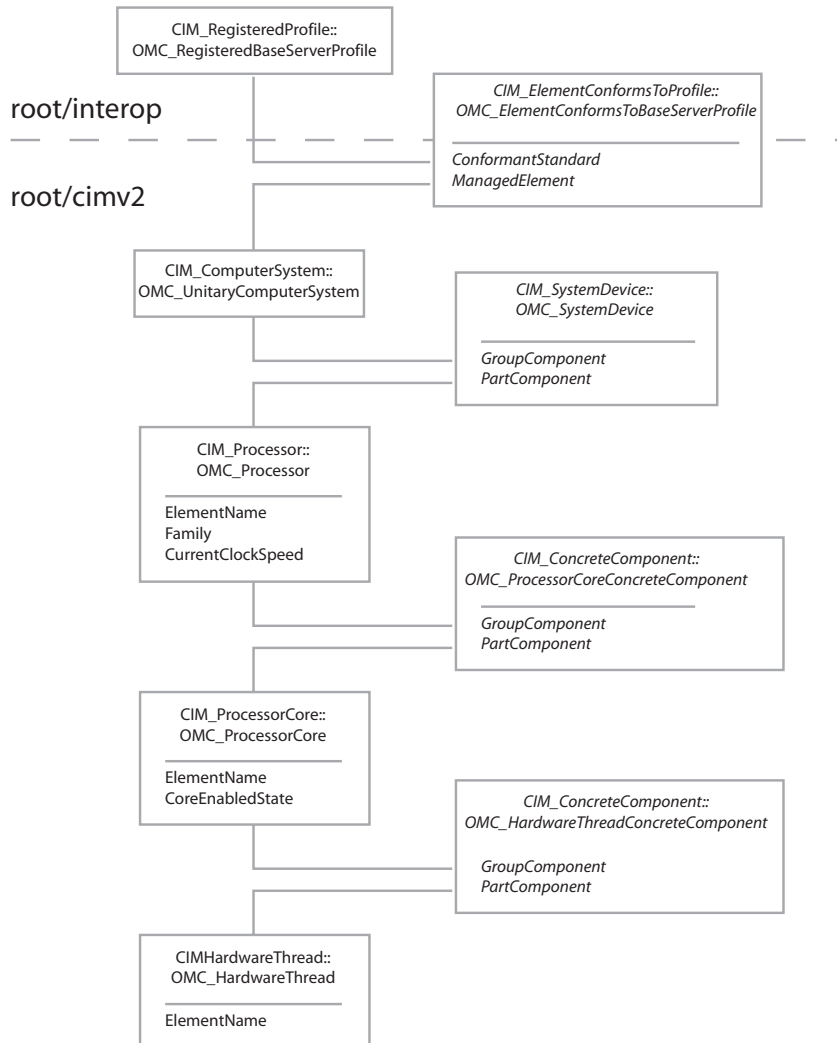 CIM_RegisteredProfile::
OMC_RegisteredBaseServerProfile
root/interop
CIM_ElementConformsToProfile::
OMC_ElementConformsToBaseServerProfile
ConformantStandard
ManagedElement
root/cimv2
CIM_ComputerSystem::
OMC_UnitaryComputerSystem
CIM_SystemDevice::
OMC_SystemDevice
GroupComponent
PartComponent
CIM_Processor::
OMC_Processor
ElementName
Family
CurrentClockSpeed
CIM_ConcreteComponent::
OMC_ProcessorCoreConcreteComponent
GroupComponent
PartComponent
CIM_ProcessorCore::
OMC_ProcessorCore
ElementName
CoreEnabledState
CIM_ConcreteComponent::
OMC_HardwareThreadConcreteComponent
GroupComponent
PartComponent
CIMHardwareThread::
OMC_HardwareThread
ElementName